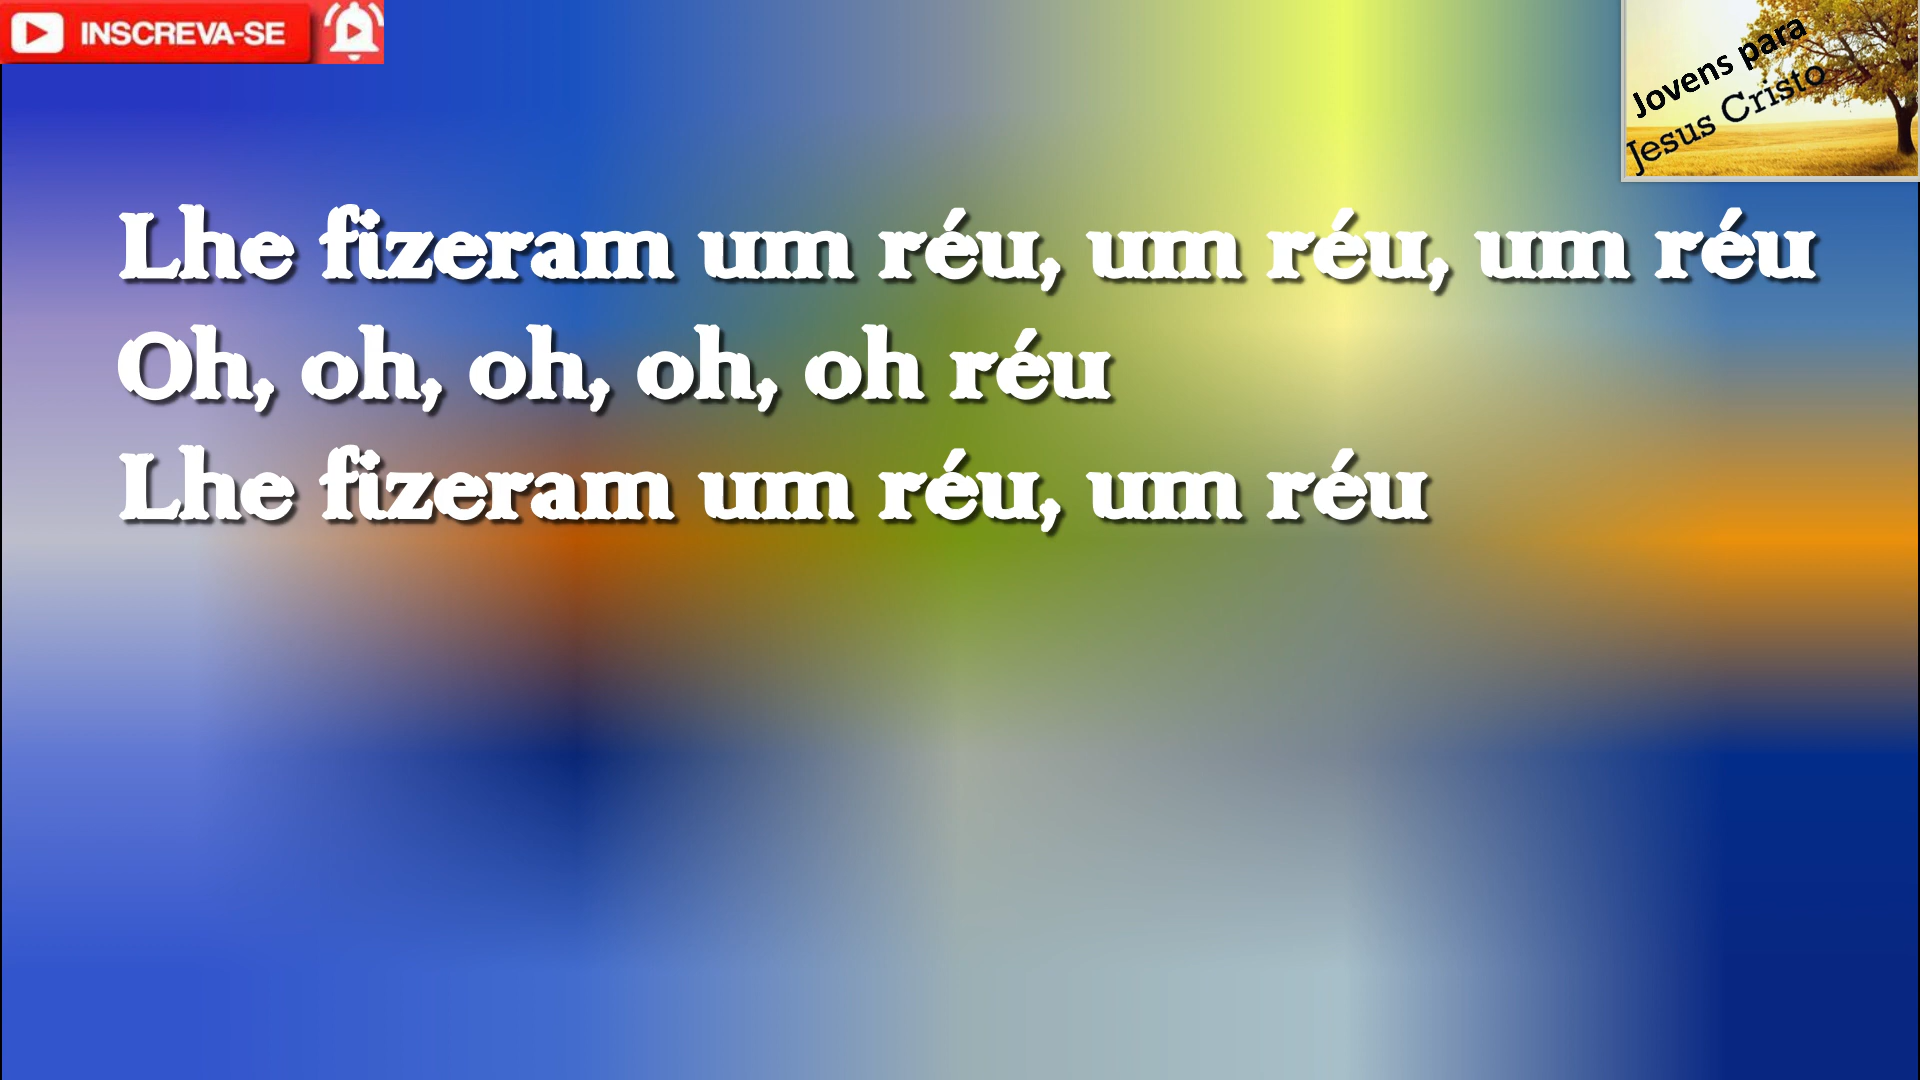 INSCREVA-SE
Jovens para
Jesus Cristo
Lhe fizeram um réu, um réu, um réu
Oh, oh, oh, oh, oh réu
Lhe fizeram um réu, um réu